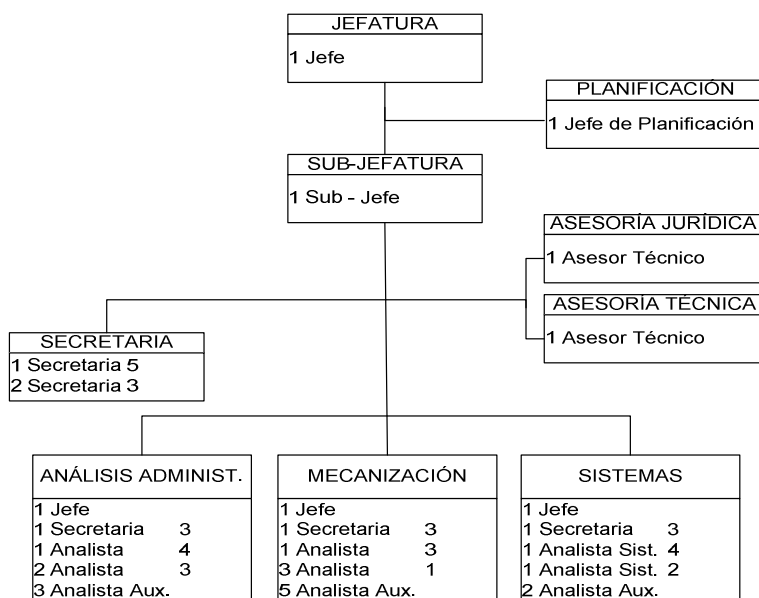 JEFATURA
1 Jefe
PLANIFICACIÓN
1 Jefe de Planificación
SUB-JEFATURA
1 Sub - Jefe
ASESORÍA JURÍDICA
1 Asesor Técnico
ASESORÍA TÉCNICA
1 Asesor Técnico
SECRETARIA
1 Secretaria 5
2 Secretaria 3
ANÁLISIS ADMINIST.
1 Jefe
1 Secretaria 3
1 Analista 4
2 Analista 3
3 Analista Aux.
MECANIZACIÓN
1 Jefe
1 Secretaria 3
1 Analista 3
3 Analista 1
5 Analista Aux.
SISTEMAS
1 Jefe
1 Secretaria 3
1 Analista Sist. 4
1 Analista Sist. 2
2 Analista Aux.